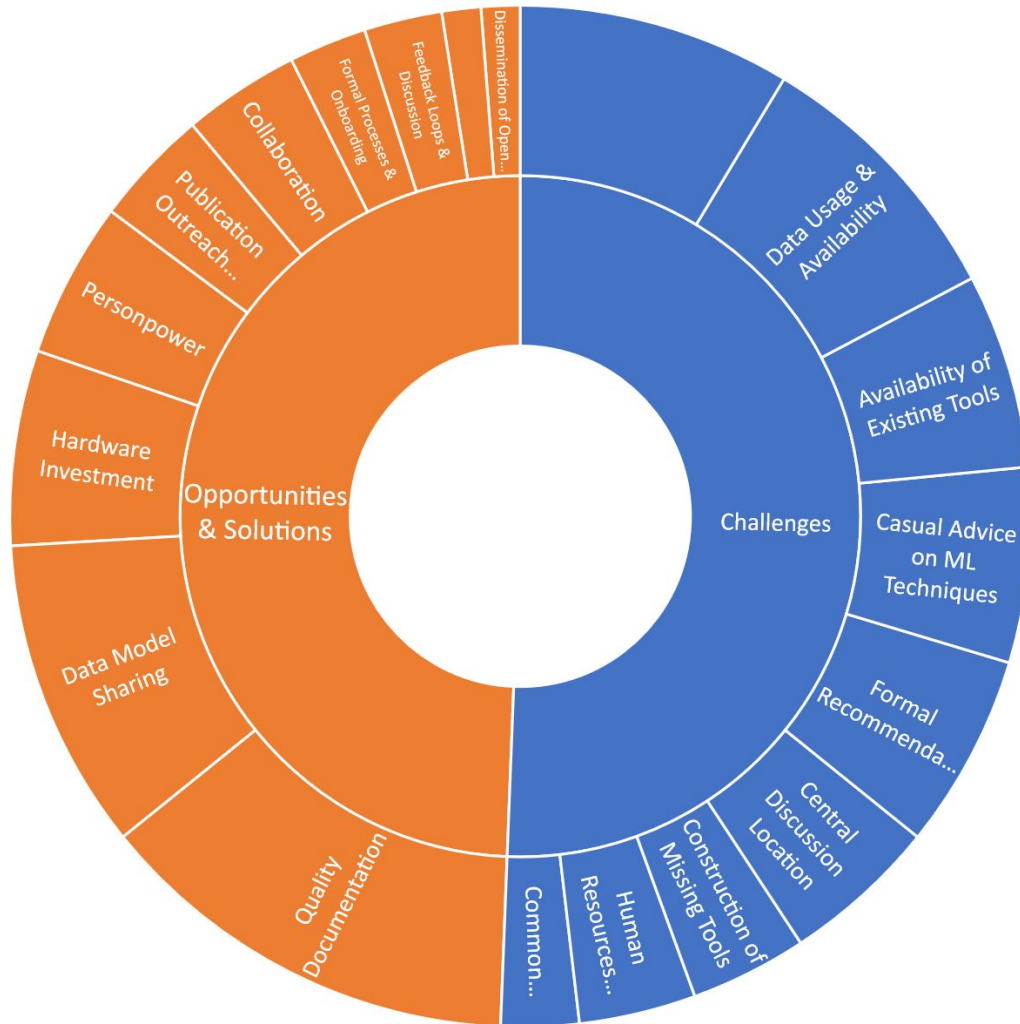 Dissemination of Open...
Feedback Loops &
Discussion
Formal Processes &
Onboarding
Collaboration
Publication
Outreach...
Personpower
Hardware
Investment
Data Model
Sharing
Quality
Documentation
Opportunities
& Solutions
Challenges
Data Usage &
Availability
Availability of
Existing Tools
Casual Advice
on ML
Techniques
Formal
Recommenda...
Central
Discussion
Location
Construction of
Missing Tools
Human
Resources...
Common
...